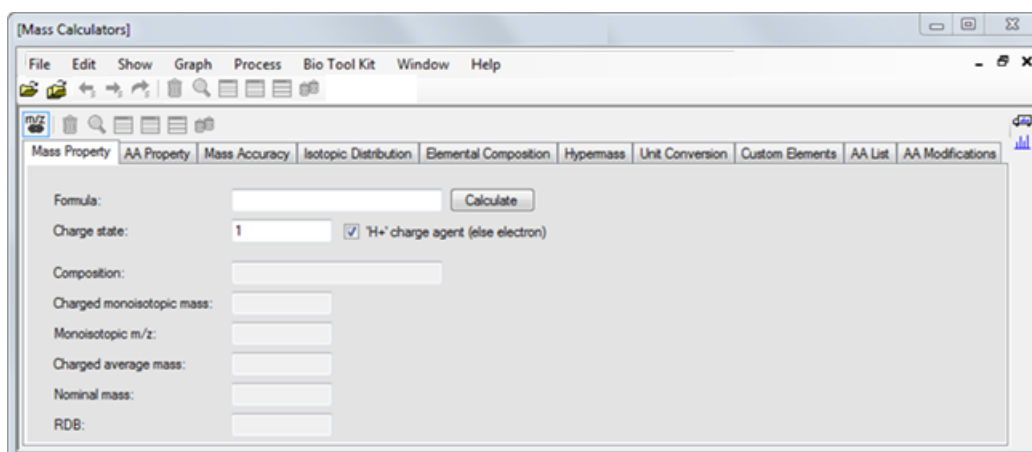 [Mass Calculators]
File Edit Show Graph Process Bio Tool Kit Window Help
m/z
Mass Property AA Property Mass Accuracy Isotopic Distribution Elemental Composition Hypermass Unit Conversion Custom Elements AA List AA Modifications
Formula: Calculate
Charge state: 1 'H+' charge agent (else electron)
Composition:
Charged monoisotopic mass:
Monoisotopic m/z:
Charged average mass:
Nominal mass:
RDB: